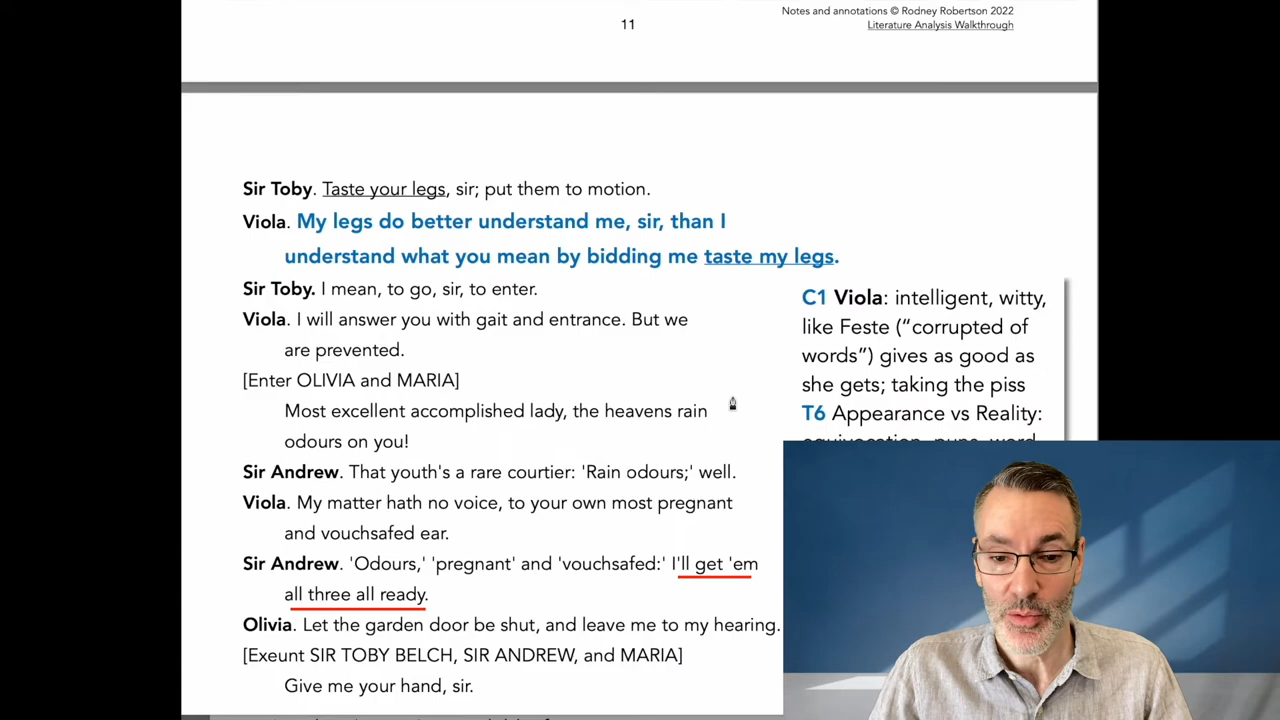 Notes and annotations © Rodney Robertson 2022
11
Literature Analysis Walkthrough
Sir Toby. Taste your legs, sir; put them to motion.
Viola. My legs do better understand me, sir, than I
understand what you mean by bidding me taste my legs.
Sir Toby. I mean, to go, sir, to enter.
Viola. I will answer you with gait and entrance. But we
are prevented.
[Enter OLIVIA and MARIA]
Most excellent accomplished lady, the heavens rain
odours on you!
Sir Andrew. That youth's a rare courtier: 'Rain odours;' well.
Viola. My matter hath no voice, to your own most pregnant
and vouchsafed ear.
Sir Andrew. 'Odours,' 'pregnant' and 'vouchsafed:' I'll get 'em
all three all ready.
Olivia. Let the garden door be shut, and leave me to my hearing.
[Exeunt SIR TOBY BELCH, SIR ANDREW, and MARIA]
Give me your hand, sir.
C1 Viola: intelligent, witty,
like Feste (“corrupted of
words”) gives as good as
she gets; taking the piss
T6 Appearance vs Reality:
equivocation, puns, word